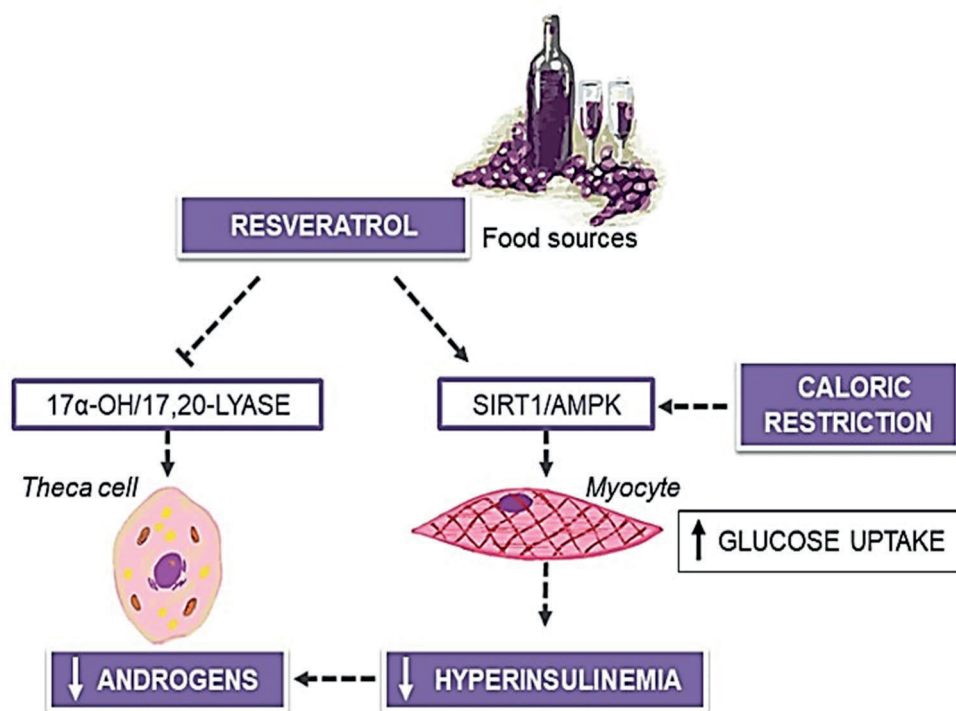 RESVERATROL
Food sources
17α-OH/17,20-LYASE
SIRT1/AMPK
CALORIC
RESTRICTION
Theca cell
Myocyte
↑ GLUCOSE UPTAKE
↓ ANDROGENS
↓ HYPERINSULINEMIA